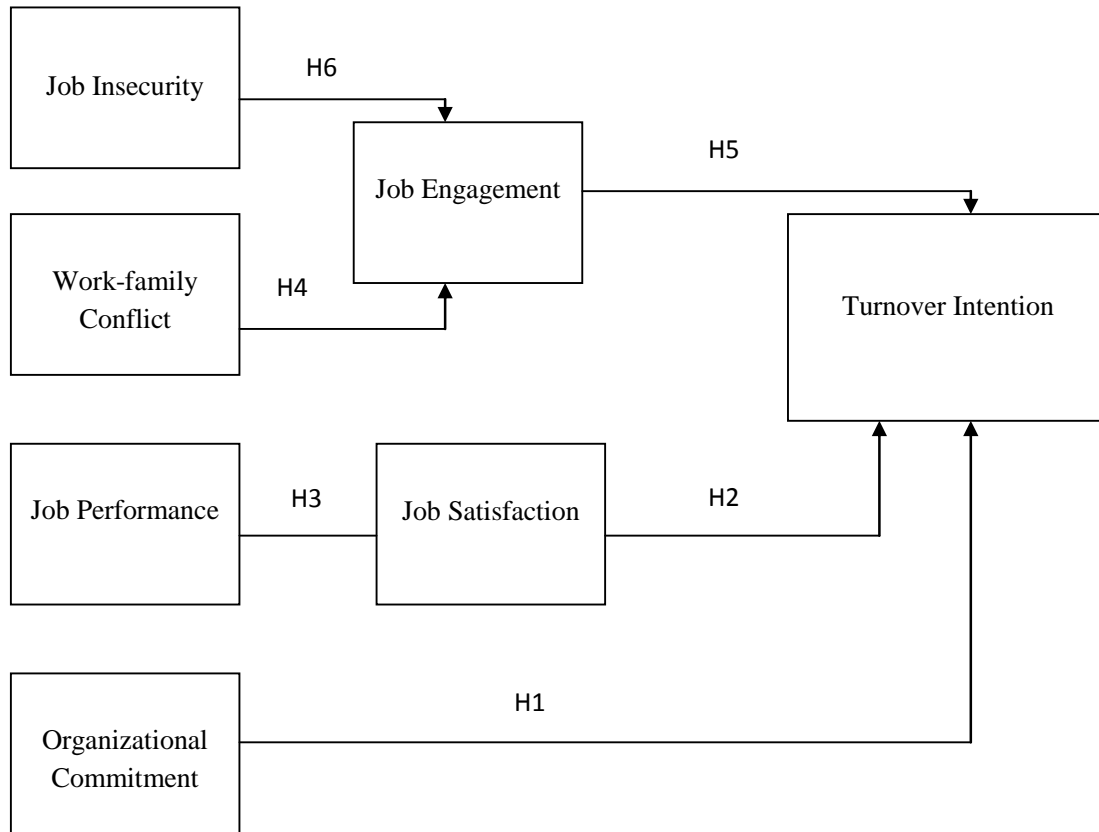 Job Insecurity
H6
Job Engagement
H5
Work-family
Conflict
H4
Turnover Intention
Job Performance
H3
Job Satisfaction
H2
Organizational
Commitment
H1